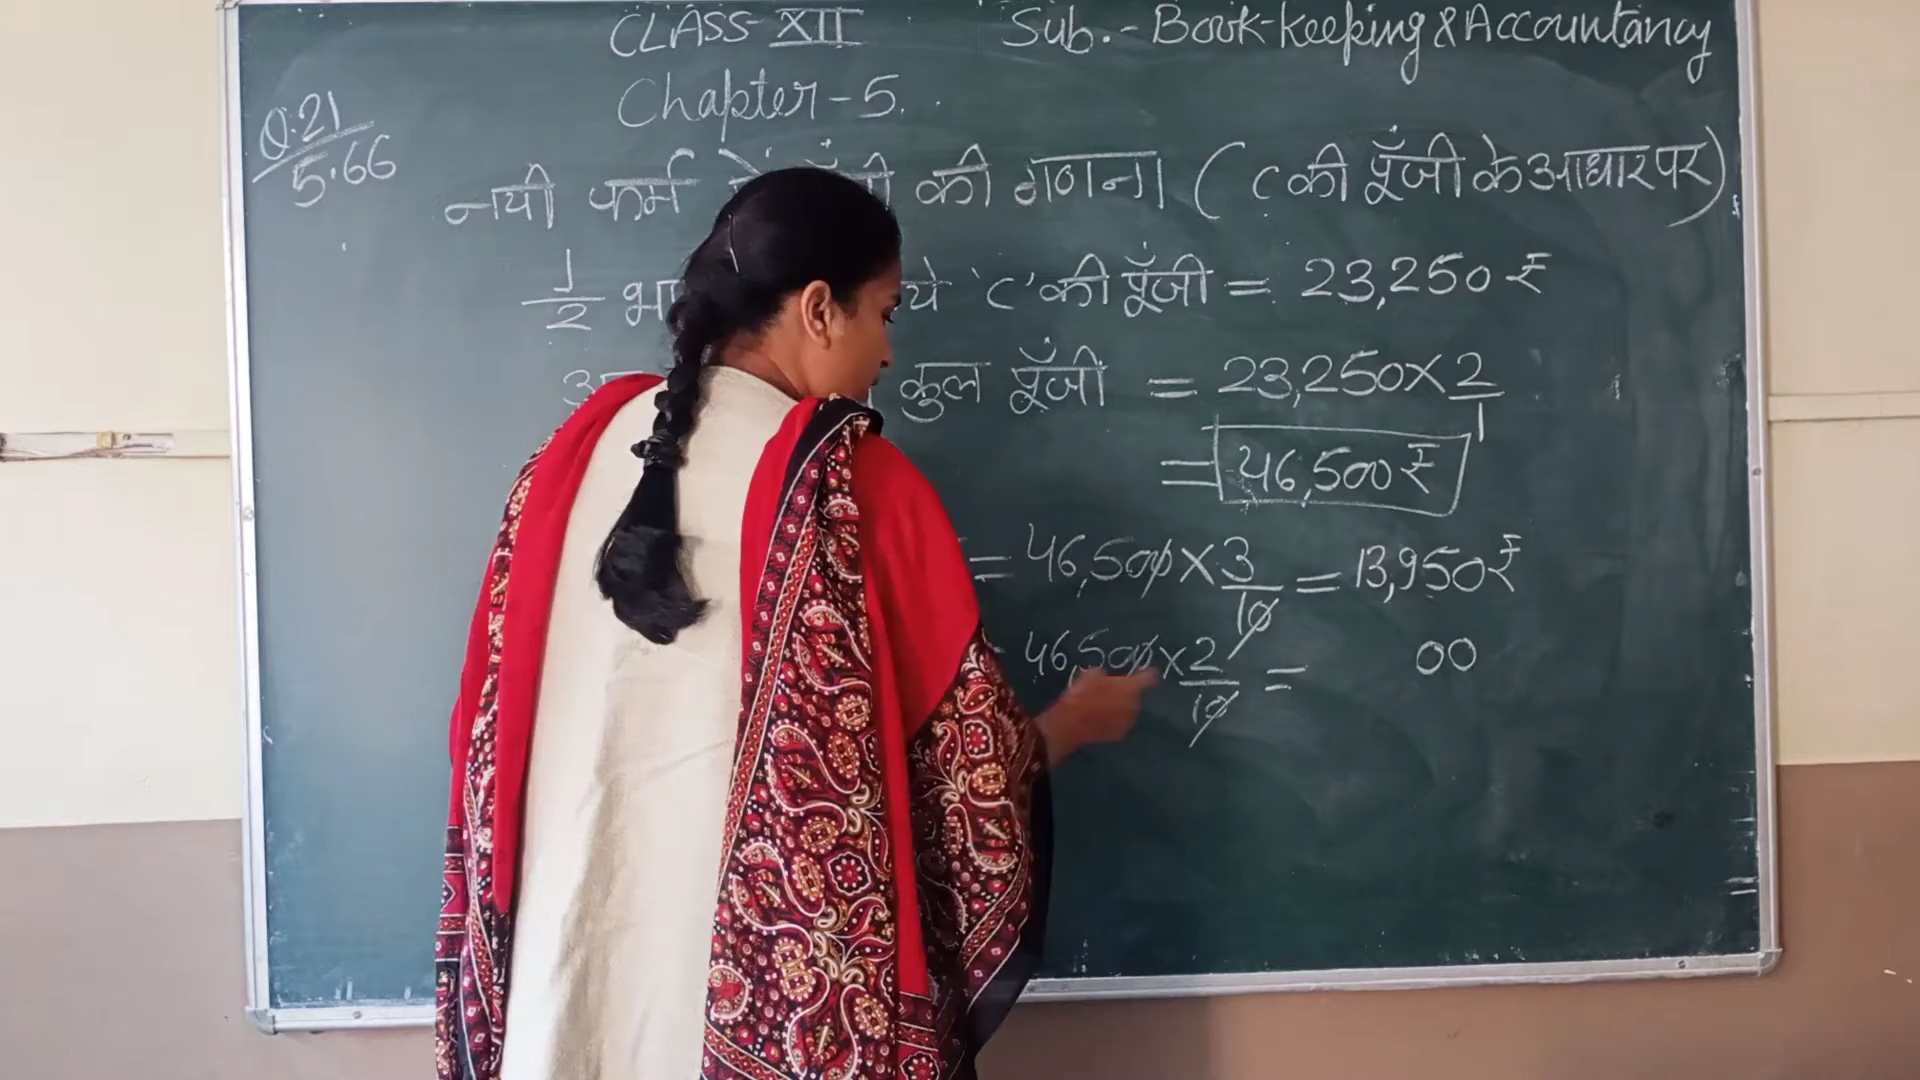 CLASS-XII Sub.-Book-keeping & Accountancy
Chapter-5.
Q.21
5.66
नयी फर्म में की गणना (C की पूँजी के आधार पर)
1/2 'C' की पूँजी = 23,250 ₹
कुल पूँजी = 23,250 × 2/1
= 46,500 ₹
= 46,500 × 3/10 = 13,950 ₹
46,500 × 2/10 = 00